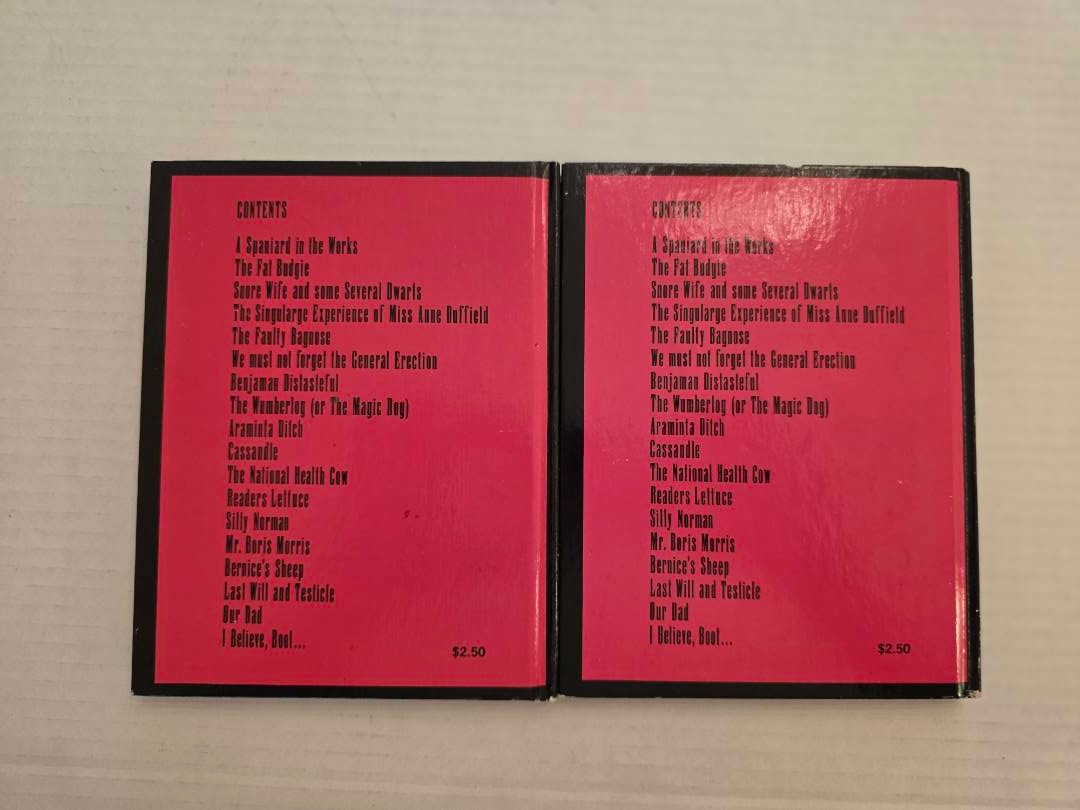 CONTENTS
A Spaniard in the Works
The Fat Budgie
Snore Wife and some Several Dwarts
The Singularge Experience of Miss Anne Duffield
The Faulty Bagnose
We must not forget the General Erection
Benjaman Distasteful
The Wumberlog (or The Magic Dog)
Araminta Ditch
Cassandle
The National Health Cow
Readers Lettuce
Silly Norman
Mr. Boris Morris
Bernice's Sheep
Last Will and Testicle
Our Dad
I Believe, Boot...
$2.50
CONTENTS
A Spaniard in the Works
The Fat Budgie
Snore Wife and some Several Dwarts
The Singularge Experience of Miss Anne Duffield
The Faulty Bagnose
We must not forget the General Erection
Benjaman Distasteful
The Wumberlog (or The Magic Dog)
Araminta Ditch
Cassandle
The National Health Cow
Readers Lettuce
Silly Norman
Mr. Boris Morris
Bernice's Sheep
Last Will and Testicle
Our Dad
I Believe, Boot...
$2.50